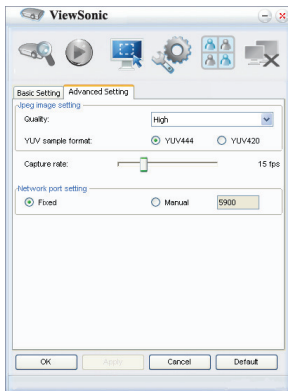 ViewSonic
Basic Setting Advanced Setting
Jpeg image setting
Quality: High
YUV sample format: YUV444 YUV420
Capture rate: 15 fps
Network port setting
Fixed Manual 5900
OK Apply Cancel Default